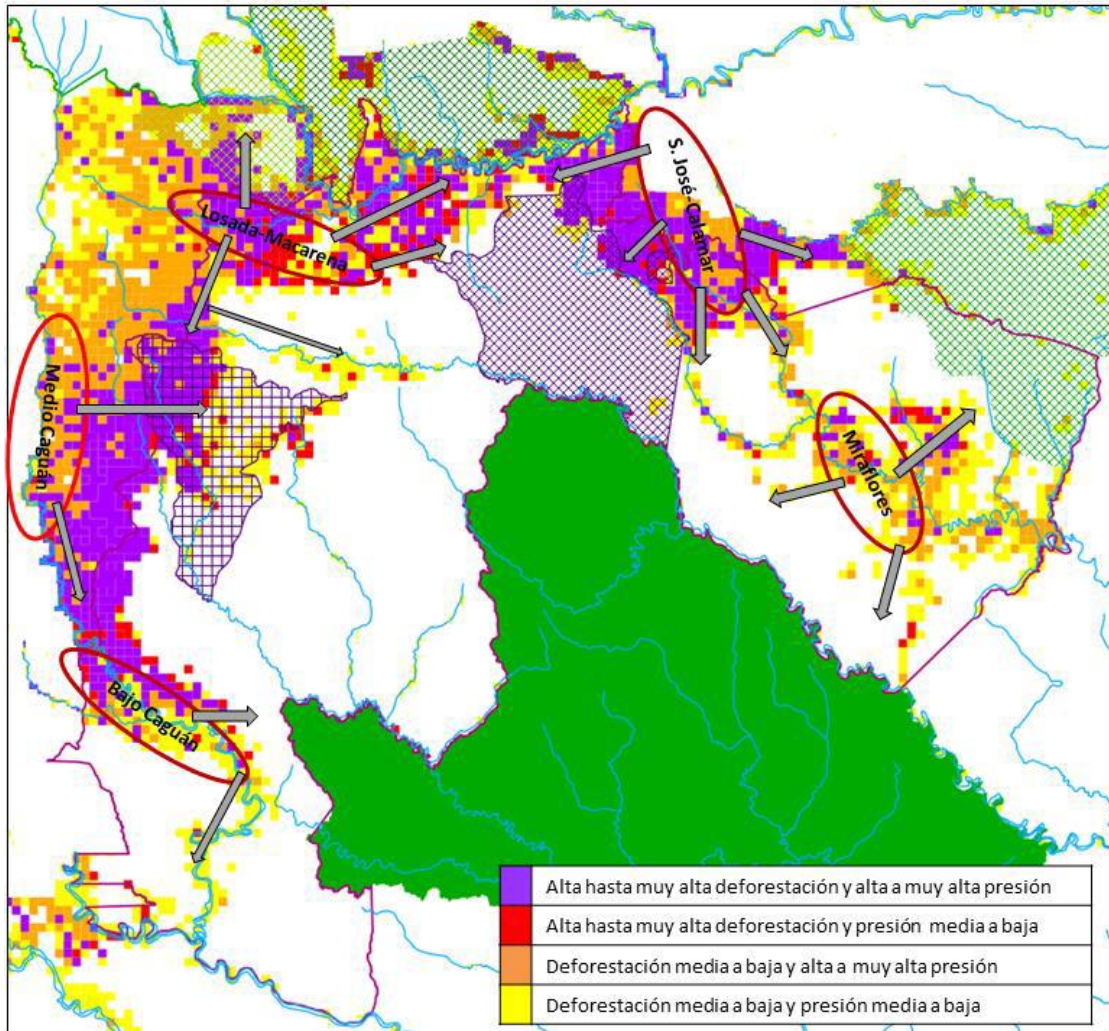 S. José-Calamar
Losada-Macarena
Medio Caguán
Miraflores
Bajo Caguán
Alta hasta muy alta deforestación y alta a muy alta presión
Alta hasta muy alta deforestación y presión media a baja
Deforestación media a baja y alta a muy alta presión
Deforestación media a baja y presión media a baja